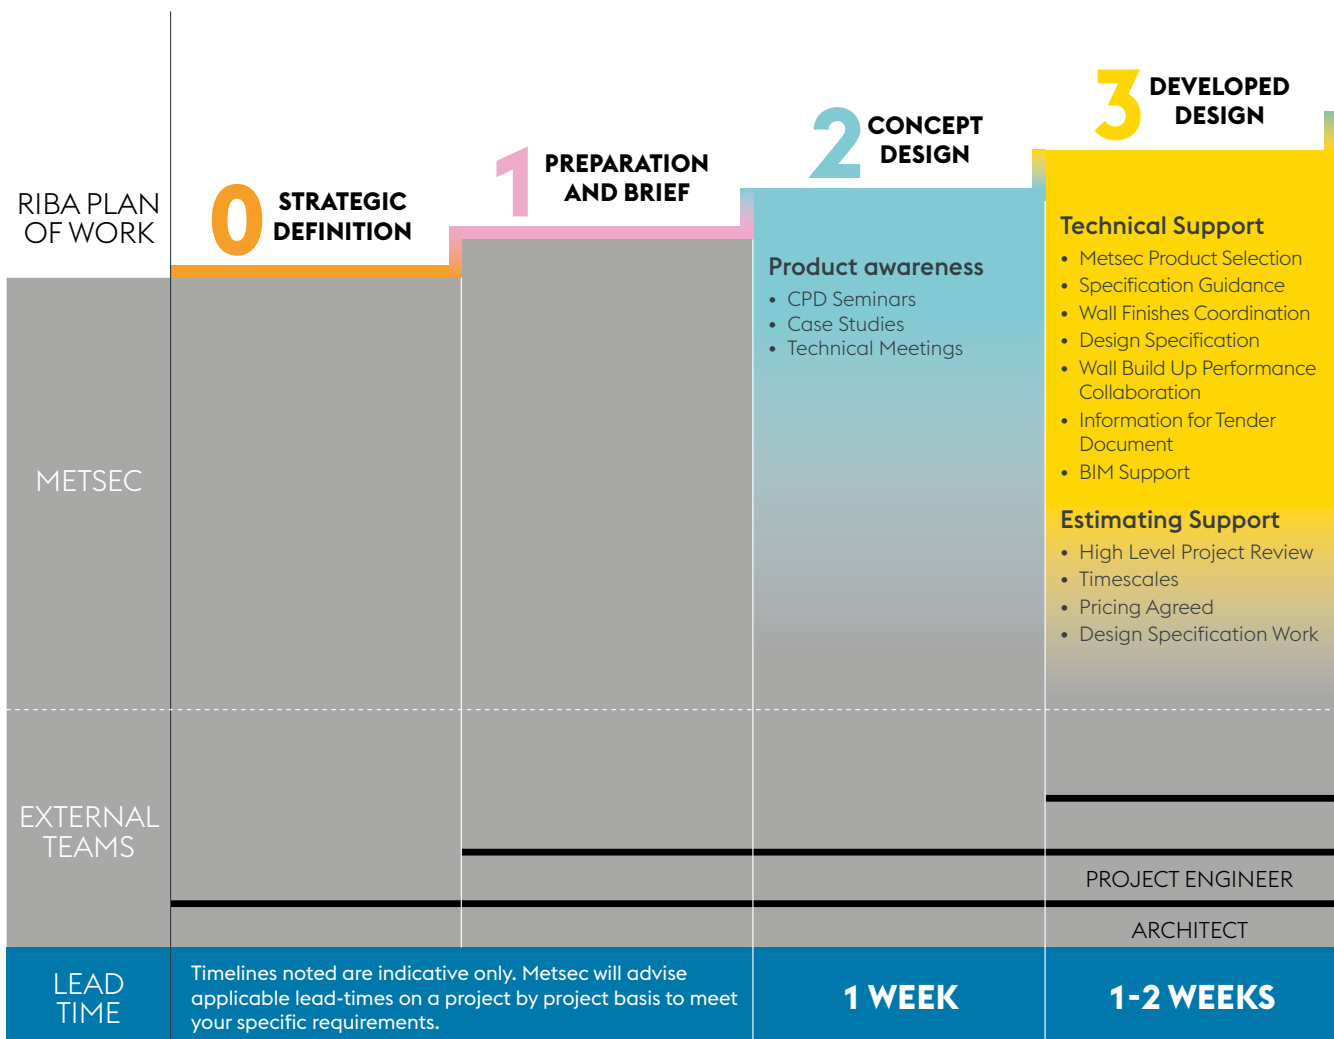 RIBA PLAN
OF WORK
0 STRATEGIC
DEFINITION
1 PREPARATION
AND BRIEF
2 CONCEPT
DESIGN
3 DEVELOPED
DESIGN
METSEC
Product awareness
• CPD Seminars
• Case Studies
• Technical Meetings
Technical Support
• Metsec Product Selection
• Specification Guidance
• Wall Finishes Coordination
• Design Specification
• Wall Build Up Performance
Collaboration
• Information for Tender
Document
• BIM Support
Estimating Support
• High Level Project Review
• Timescales
• Pricing Agreed
• Design Specification Work
EXTERNAL
TEAMS
PROJECT ENGINEER
ARCHITECT
LEAD
TIME
Timelines noted are indicative only. Metsec will advise
applicable lead-times on a project by project basis to meet
your specific requirements.
1 WEEK
1-2 WEEKS